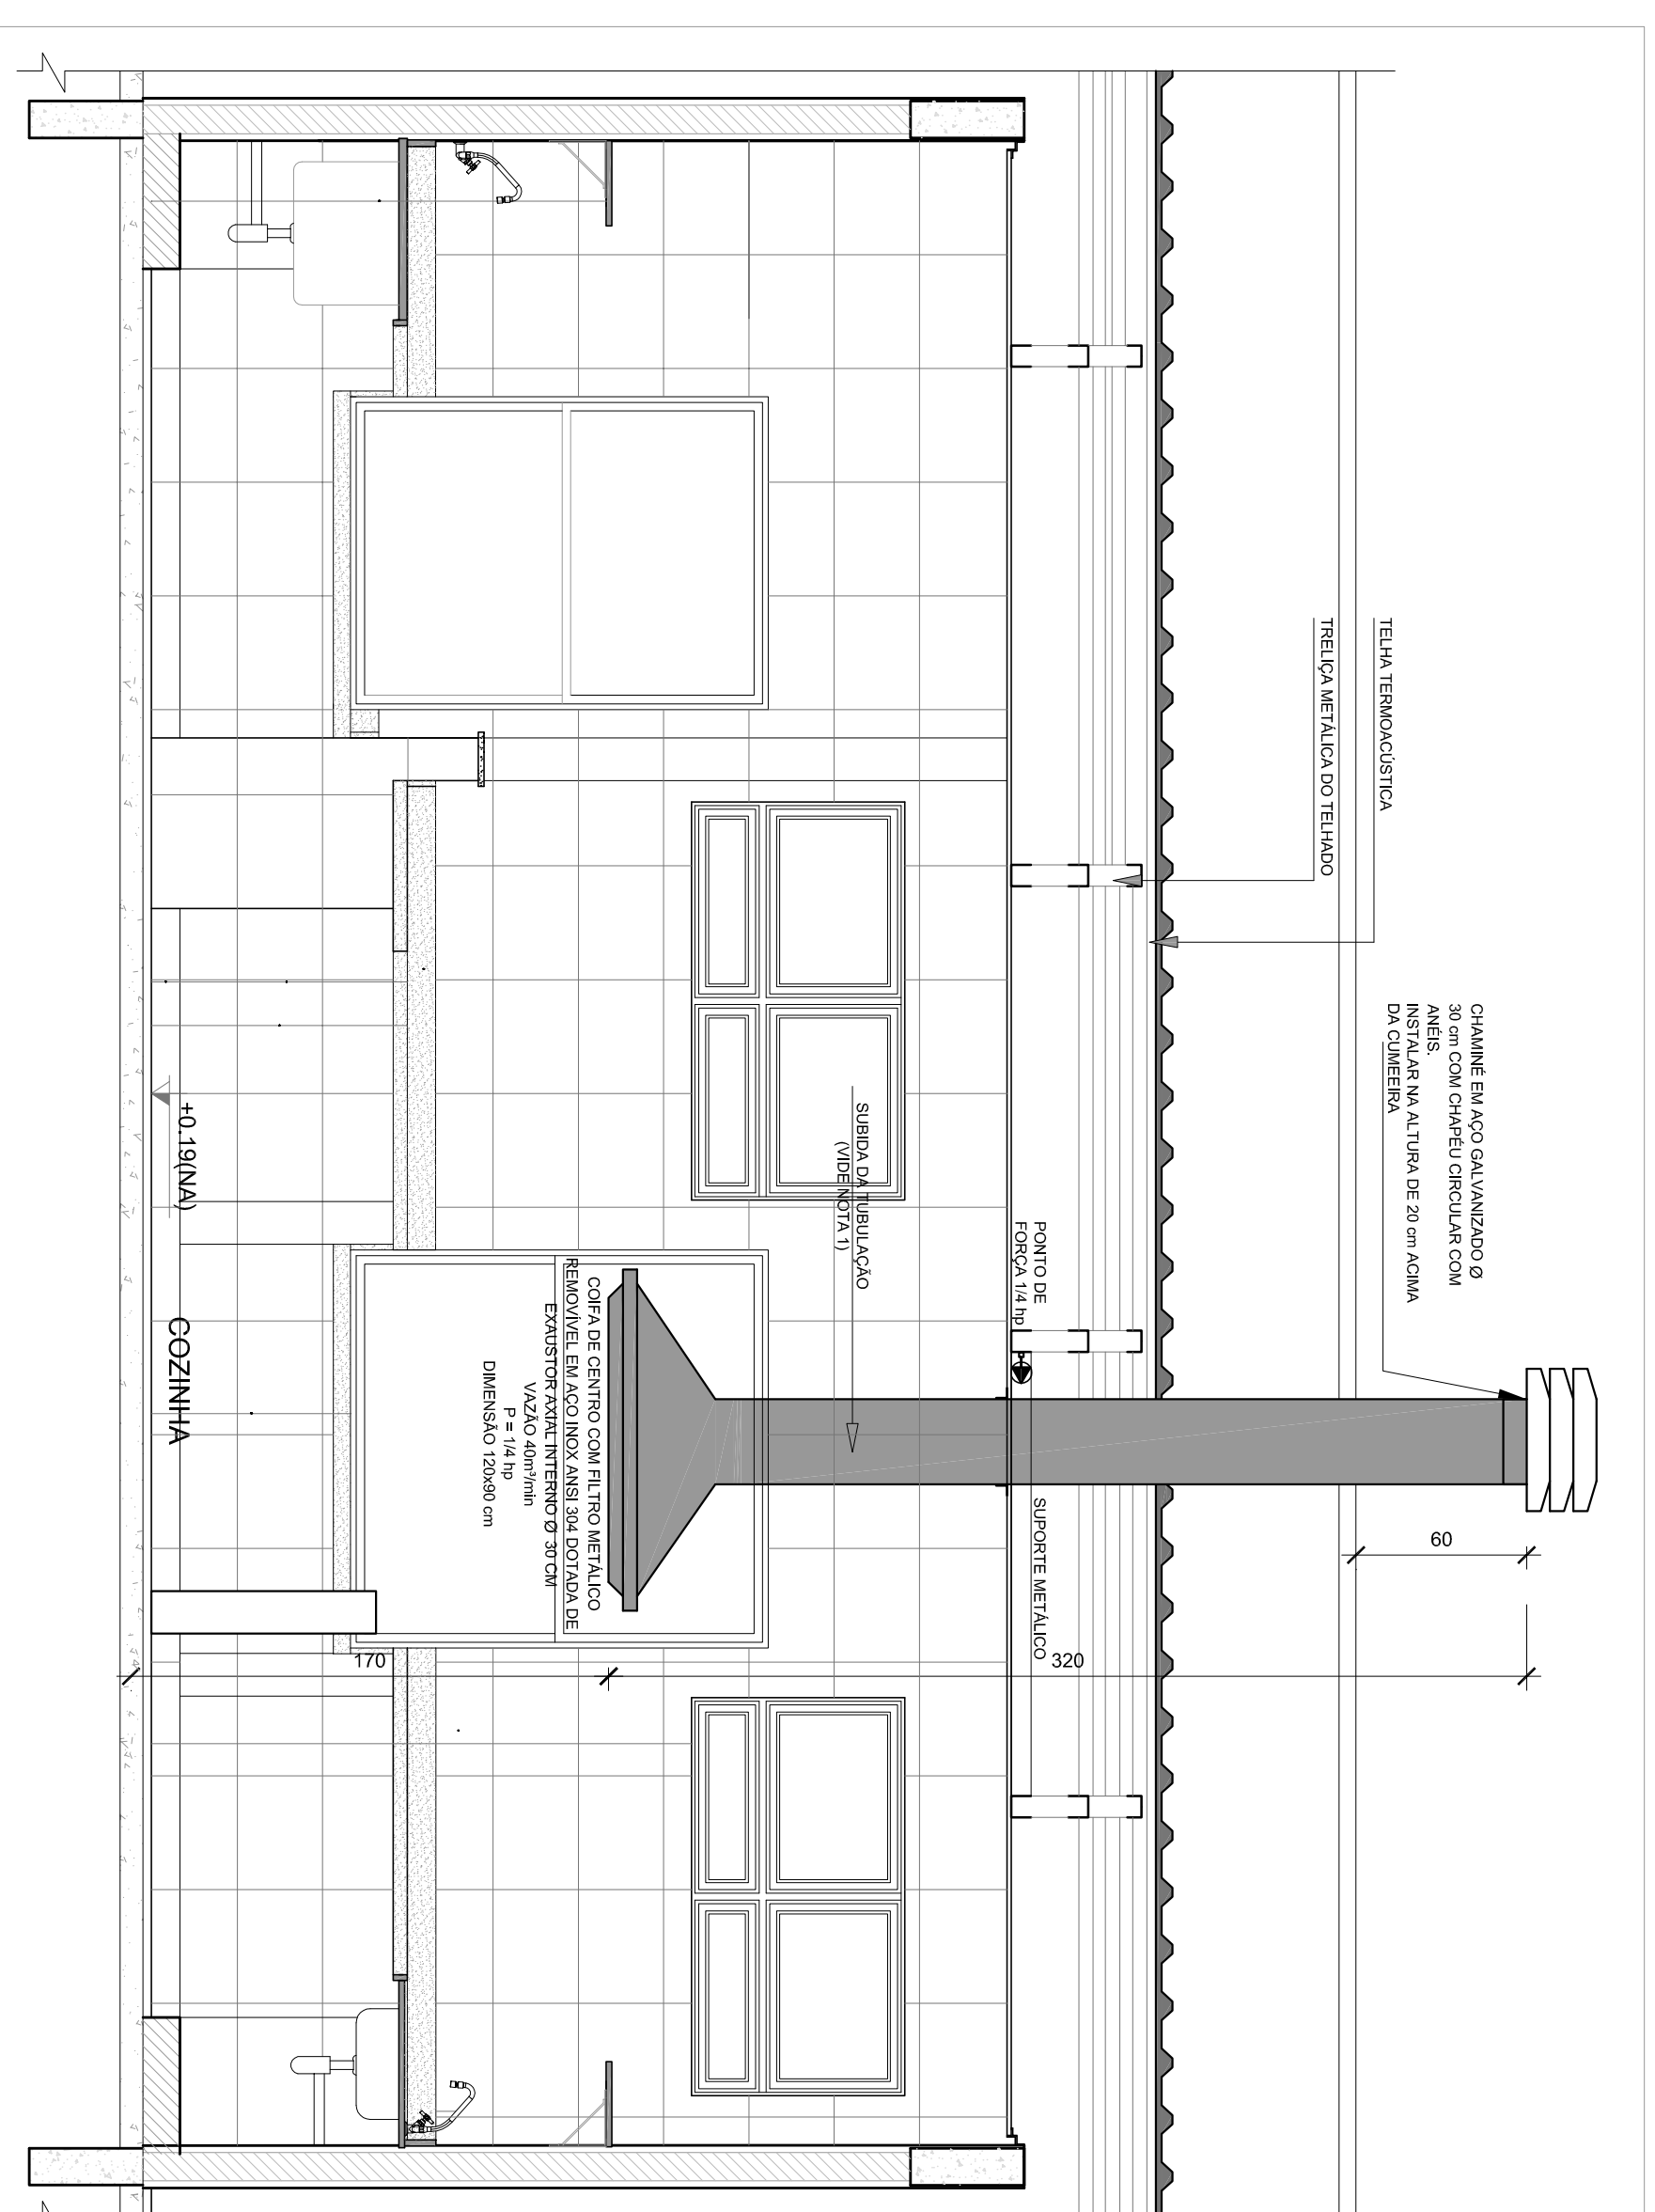 CHAMINÉ EM AÇO GALVANIZADO Ø
30 cm COM CHAPÉU CIRCULAR COM
ANÉIS.
INSTALAR NA ALTURA DE 20 cm ACIMA
DA CUMEEIRA
TELHA TERMOACÚSTICA
TRELIÇA METÁLICA DO TELHADO
60
320
PONTO DE
FORÇA 1/4 hp
SUPORTE METÁLICO
SUBIDA DA TUBULAÇÃO
(VIDE NOTA 1)
COIFA DE CENTRO COM FILTRO METÁLICO
REMOVÍVEL EM AÇO INOX ANSI 304 DOTADA DE
EXAUSTOR AXIAL INTERNO Ø 30 CM
VAZÃO 40m³/min
P = 1/4 hp
DIMENSÃO 120x90 cm
170
+0.19(NA)
COZINHA